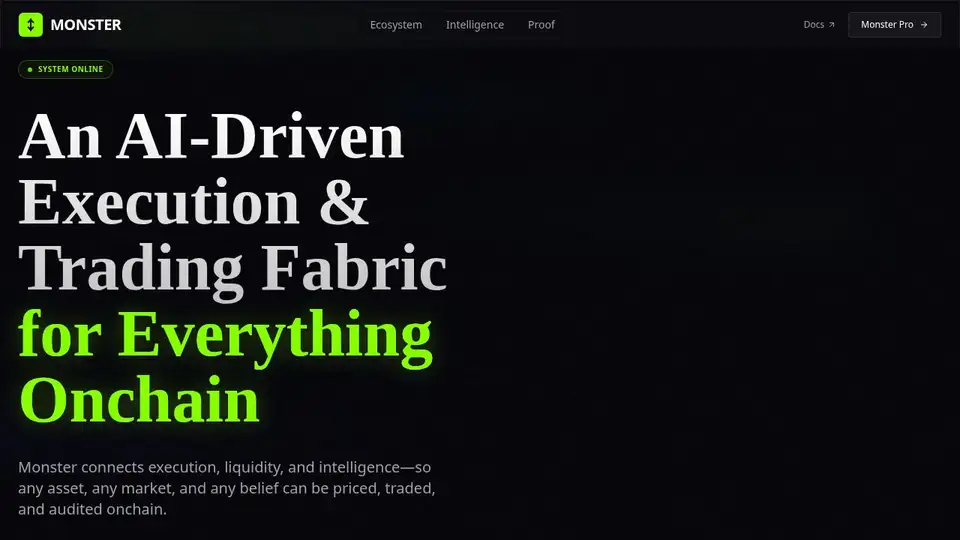 MONSTER
Ecosystem
Intelligence
Proof
Docs
Monster Pro
SYSTEM ONLINE
An AI-Driven
Execution &
Trading Fabric
for Everything
Onchain
Monster connects execution, liquidity, and intelligence—so
any asset, any market, and any belief can be priced, traded,
and audited onchain.